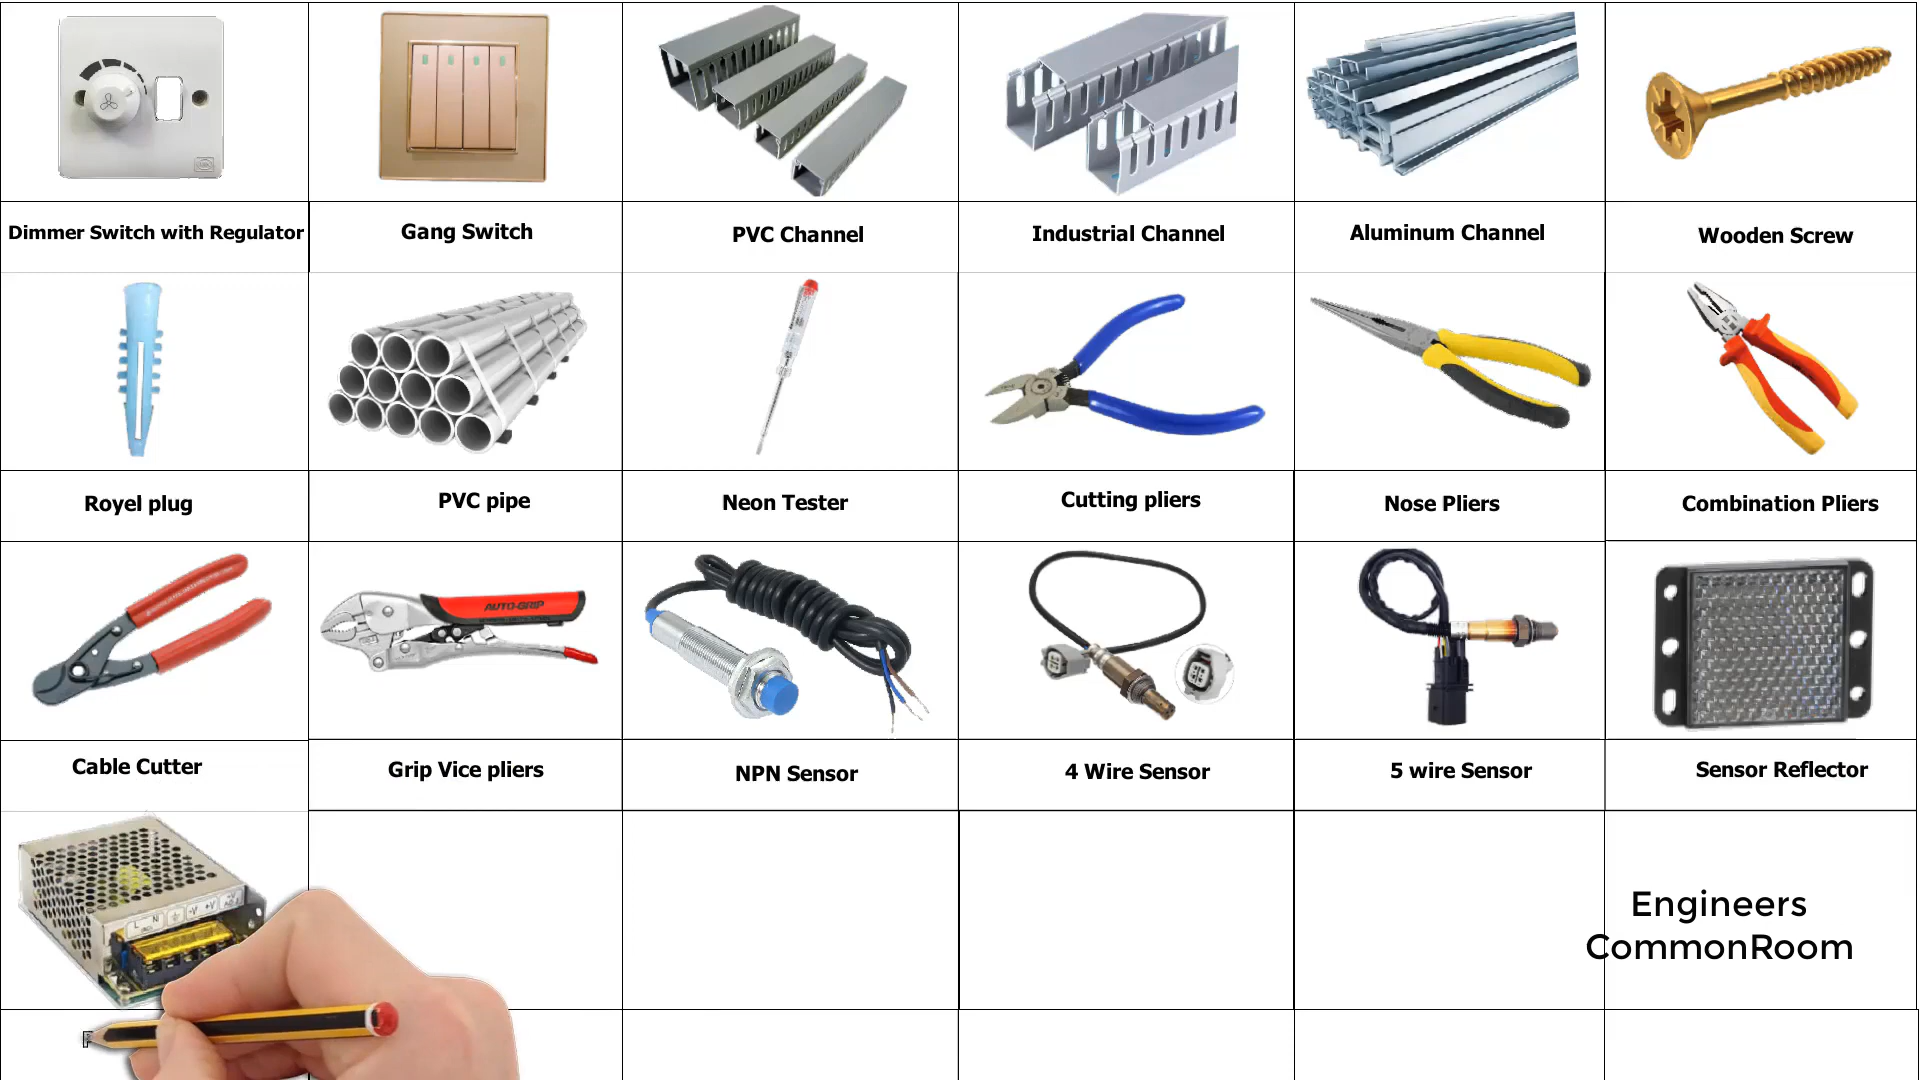 Dimmer Switch with Regulator
Gang Switch
PVC Channel
Industrial Channel
Aluminum Channel
Wooden Screw
Royel plug
PVC pipe
Neon Tester
Cutting pliers
Nose Pliers
Combination Pliers
AUTO-GRIP
Cable Cutter
Grip Vice pliers
NPN Sensor
4 Wire Sensor
5 wire Sensor
Sensor Reflector
L N -V +V
Engineers
CommonRoom